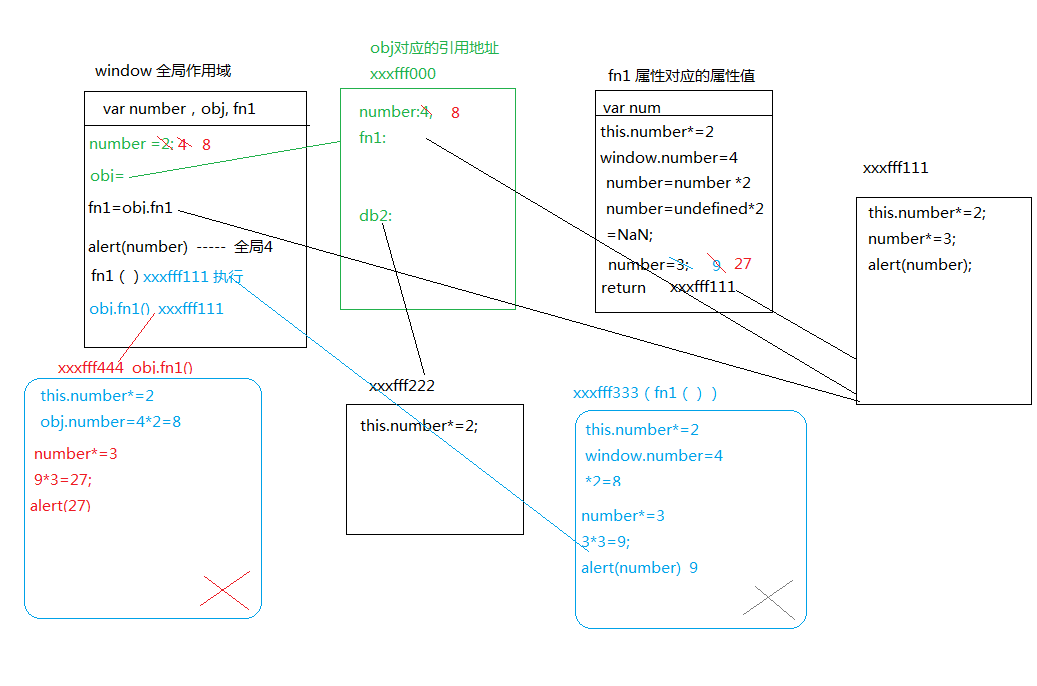 obj对应的引用地址
xxxfff000
window 全局作用域
fn1 属性对应的属性值
var number , obj, fn1
number =2; 4 8
obj=
fn1=obj.fn1
alert(number) ----- 全局4
fn1 ( ) xxxfff111 执行
obj.fn1() xxxfff111
number:4, 8
fn1:
db2:
var num
this.number*=2
window.number=4
number=number *2
number=undefined*2
=NaN;
number=3; 9 27
return xxxfff111
xxxfff111
this.number*=2;
number*=3;
alert(number);
xxxfff444 obj.fn1()
this.number*=2
obj.number=4*2=8
number*=3
9*3=27;
alert(27)
xxxfff222
this.number*=2;
xxxfff333 ( fn1 ( ) )
this.number*=2
window.number=4
*2=8
number*=3
3*3=9;
alert(number) 9